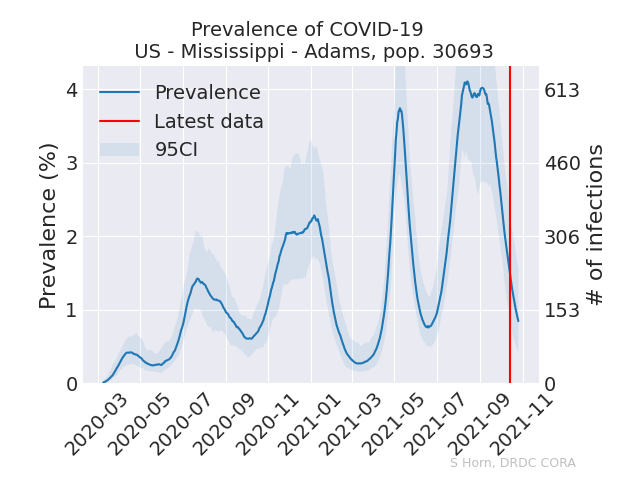 Prevalence of COVID-19
US - Mississippi - Adams, pop. 30693
Prevalence
Latest data
95CI
Prevalence (%)
4
3
2
1
0
# of infections
613
460
306
153
0
2020-03
2020-05
2020-07
2020-09
2020-11
2021-01
2021-03
2021-05
2021-07
2021-09
2021-11
S Horn, DRDC CORA